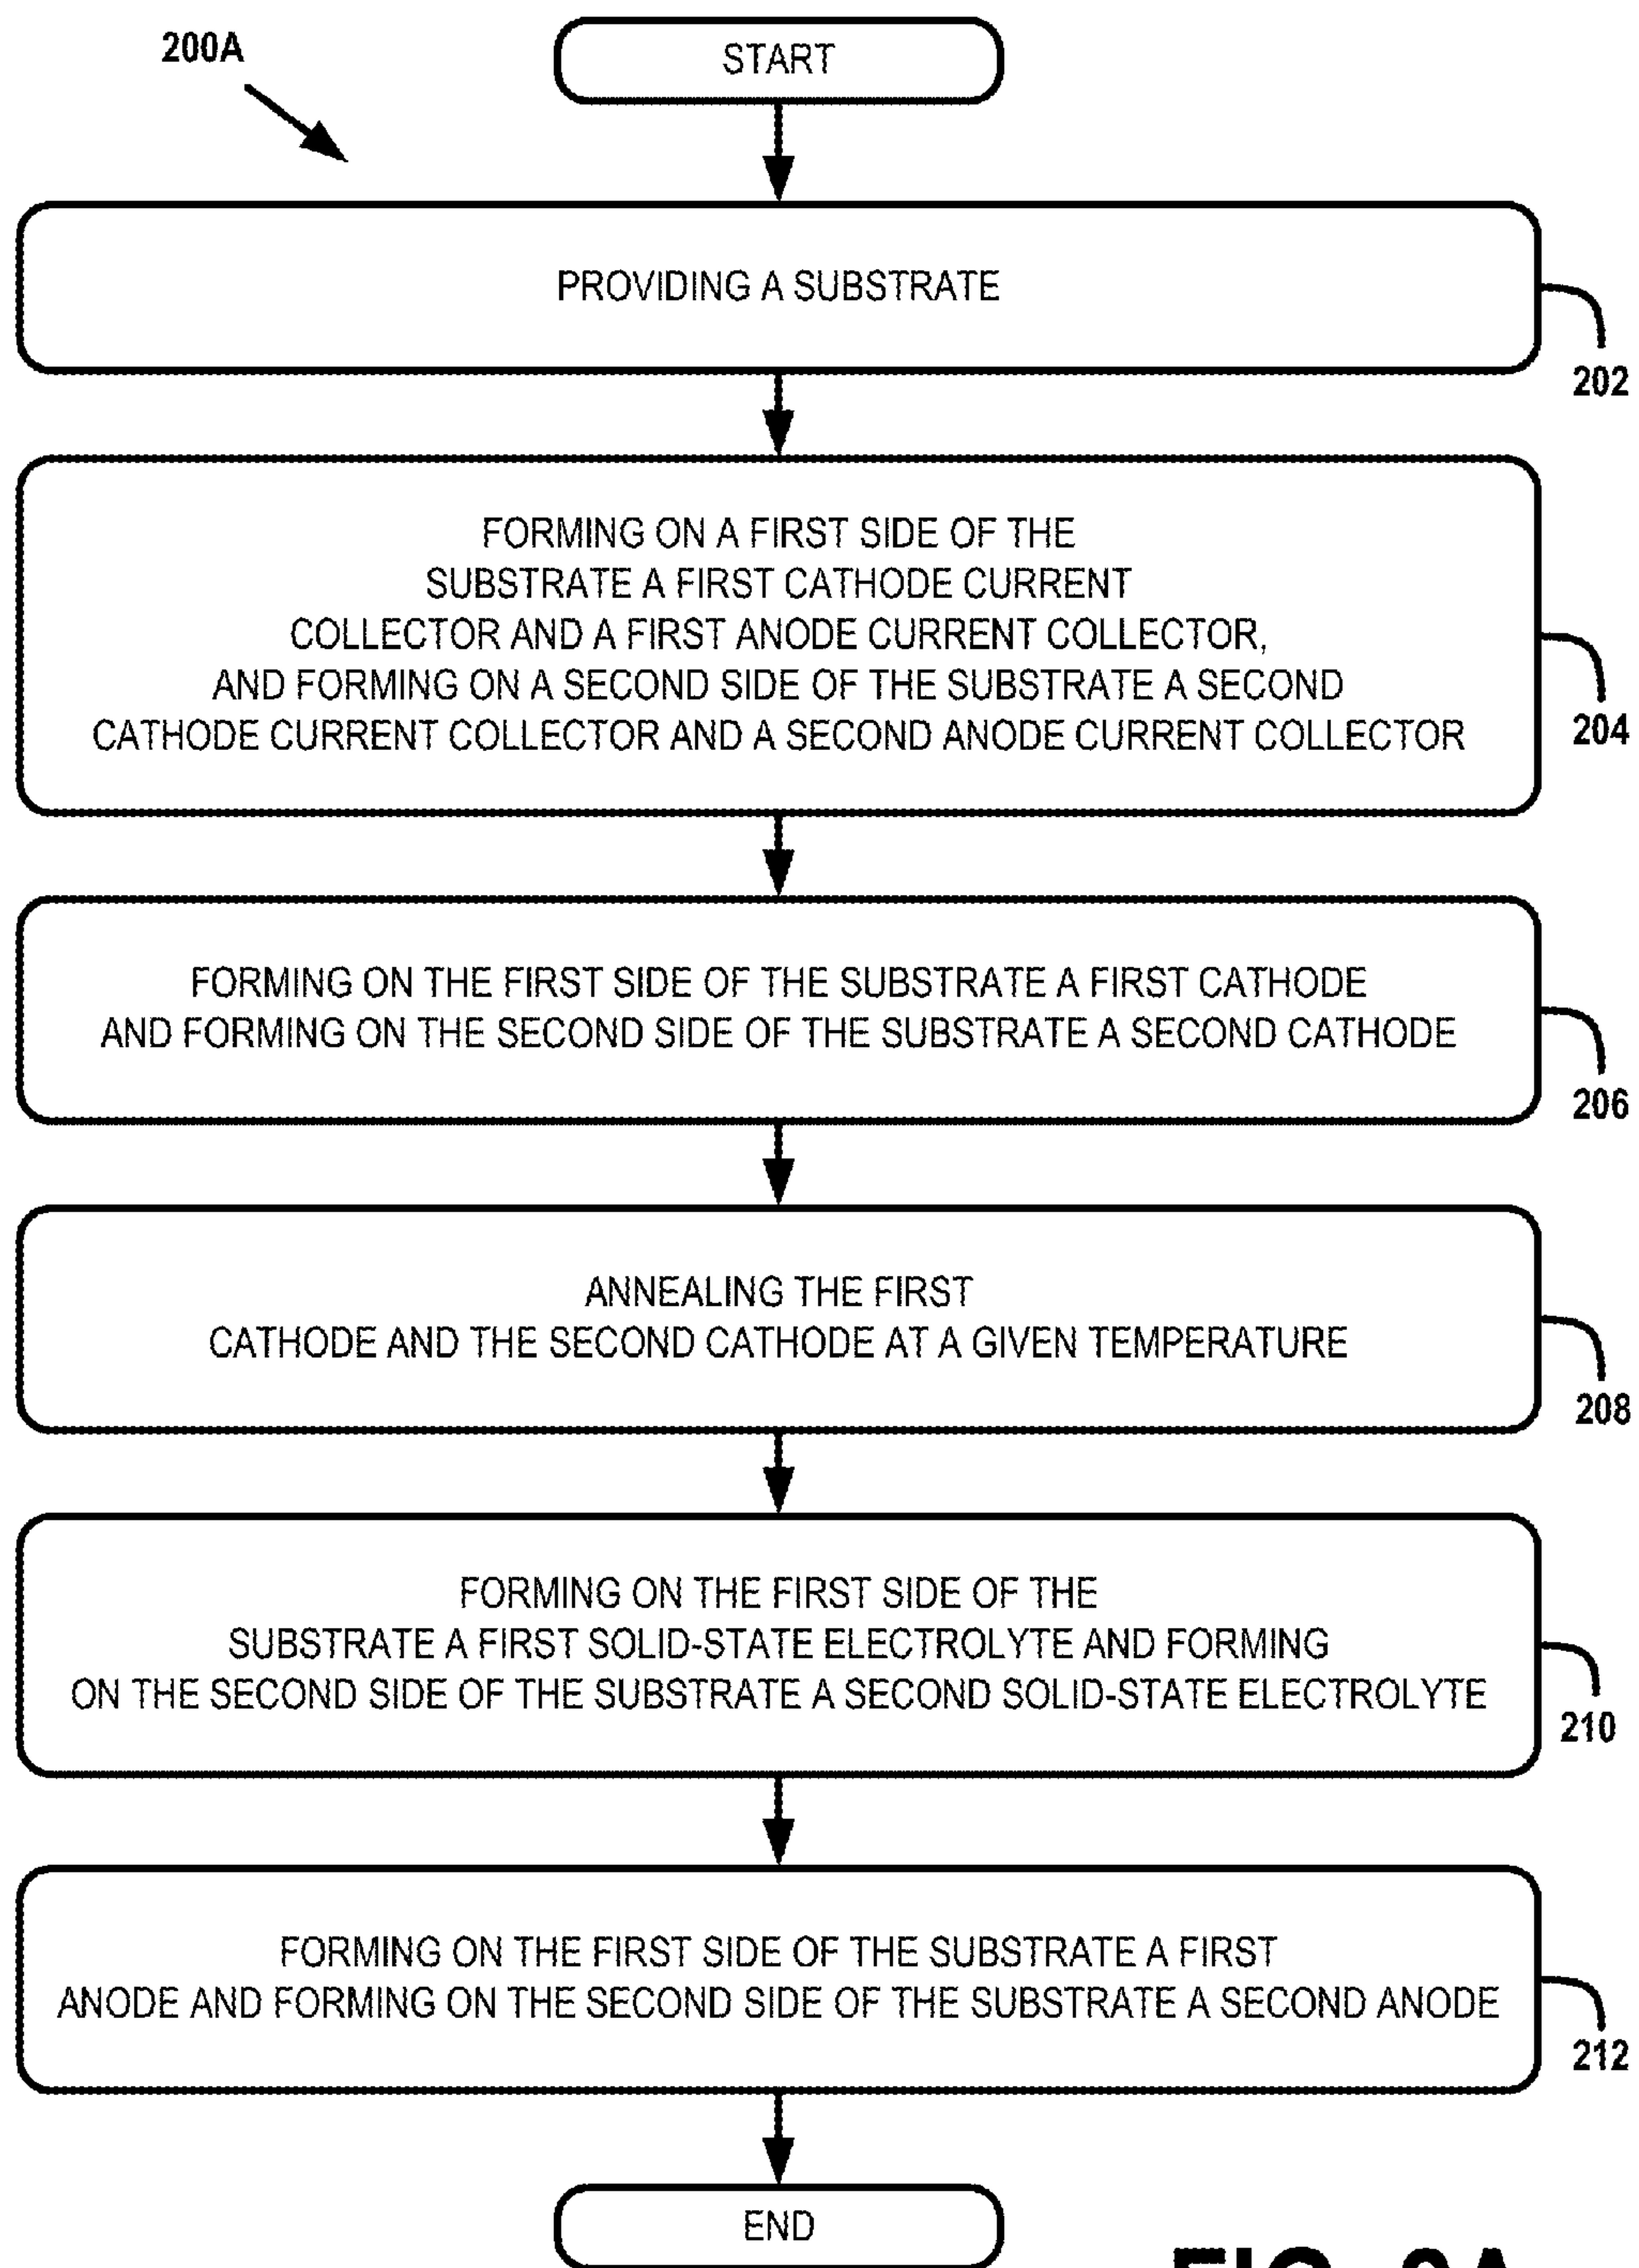 200A
START
PROVIDING A SUBSTRATE
202
FORMING ON A FIRST SIDE OF THE
SUBSTRATE A FIRST CATHODE CURRENT
COLLECTOR AND A FIRST ANODE CURRENT COLLECTOR,
AND FORMING ON A SECOND SIDE OF THE SUBSTRATE A SECOND
CATHODE CURRENT COLLECTOR AND A SECOND ANODE CURRENT COLLECTOR
204
FORMING ON THE FIRST SIDE OF THE SUBSTRATE A FIRST CATHODE
AND FORMING ON THE SECOND SIDE OF THE SUBSTRATE A SECOND CATHODE
206
ANNEALING THE FIRST
CATHODE AND THE SECOND CATHODE AT A GIVEN TEMPERATURE
208
FORMING ON THE FIRST SIDE OF THE
SUBSTRATE A FIRST SOLID-STATE ELECTROLYTE AND FORMING
ON THE SECOND SIDE OF THE SUBSTRATE A SECOND SOLID-STATE ELECTROLYTE
210
FORMING ON THE FIRST SIDE OF THE SUBSTRATE A FIRST
ANODE AND FORMING ON THE SECOND SIDE OF THE SUBSTRATE A SECOND ANODE
212
END